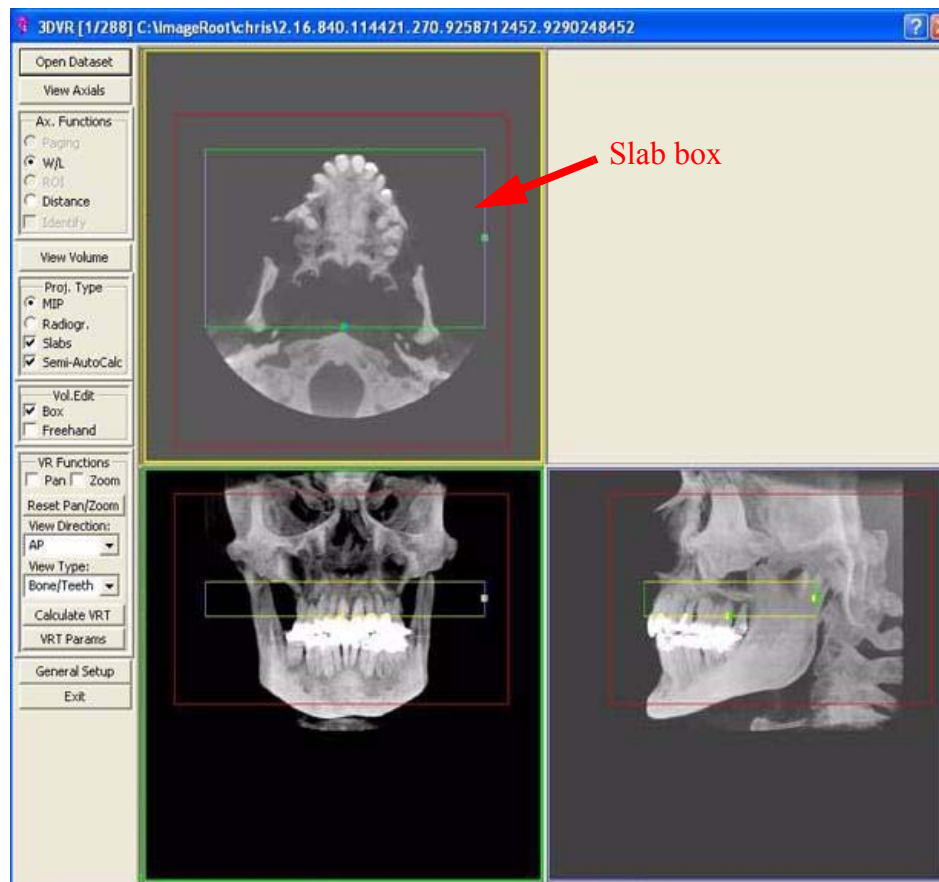 3DVR [1/288] C:\ImageRoot\chris\2.16.840.114421.270.9258712452.9290248452
Open Dataset
View Axials
Ax. Functions
Paging
W/L
ROI
Distance
Identify
View Volume
Proj. Type
MIP
Radiogr.
Slabs
Semi-AutoCalc
Vol.Edit
Box
Freehand
VR Functions
Pan Zoom
Reset Pan/Zoom
View Direction:
AP
View Type:
Bone/Teeth
Calculate VRT
VRT Params
General Setup
Exit
Slab box